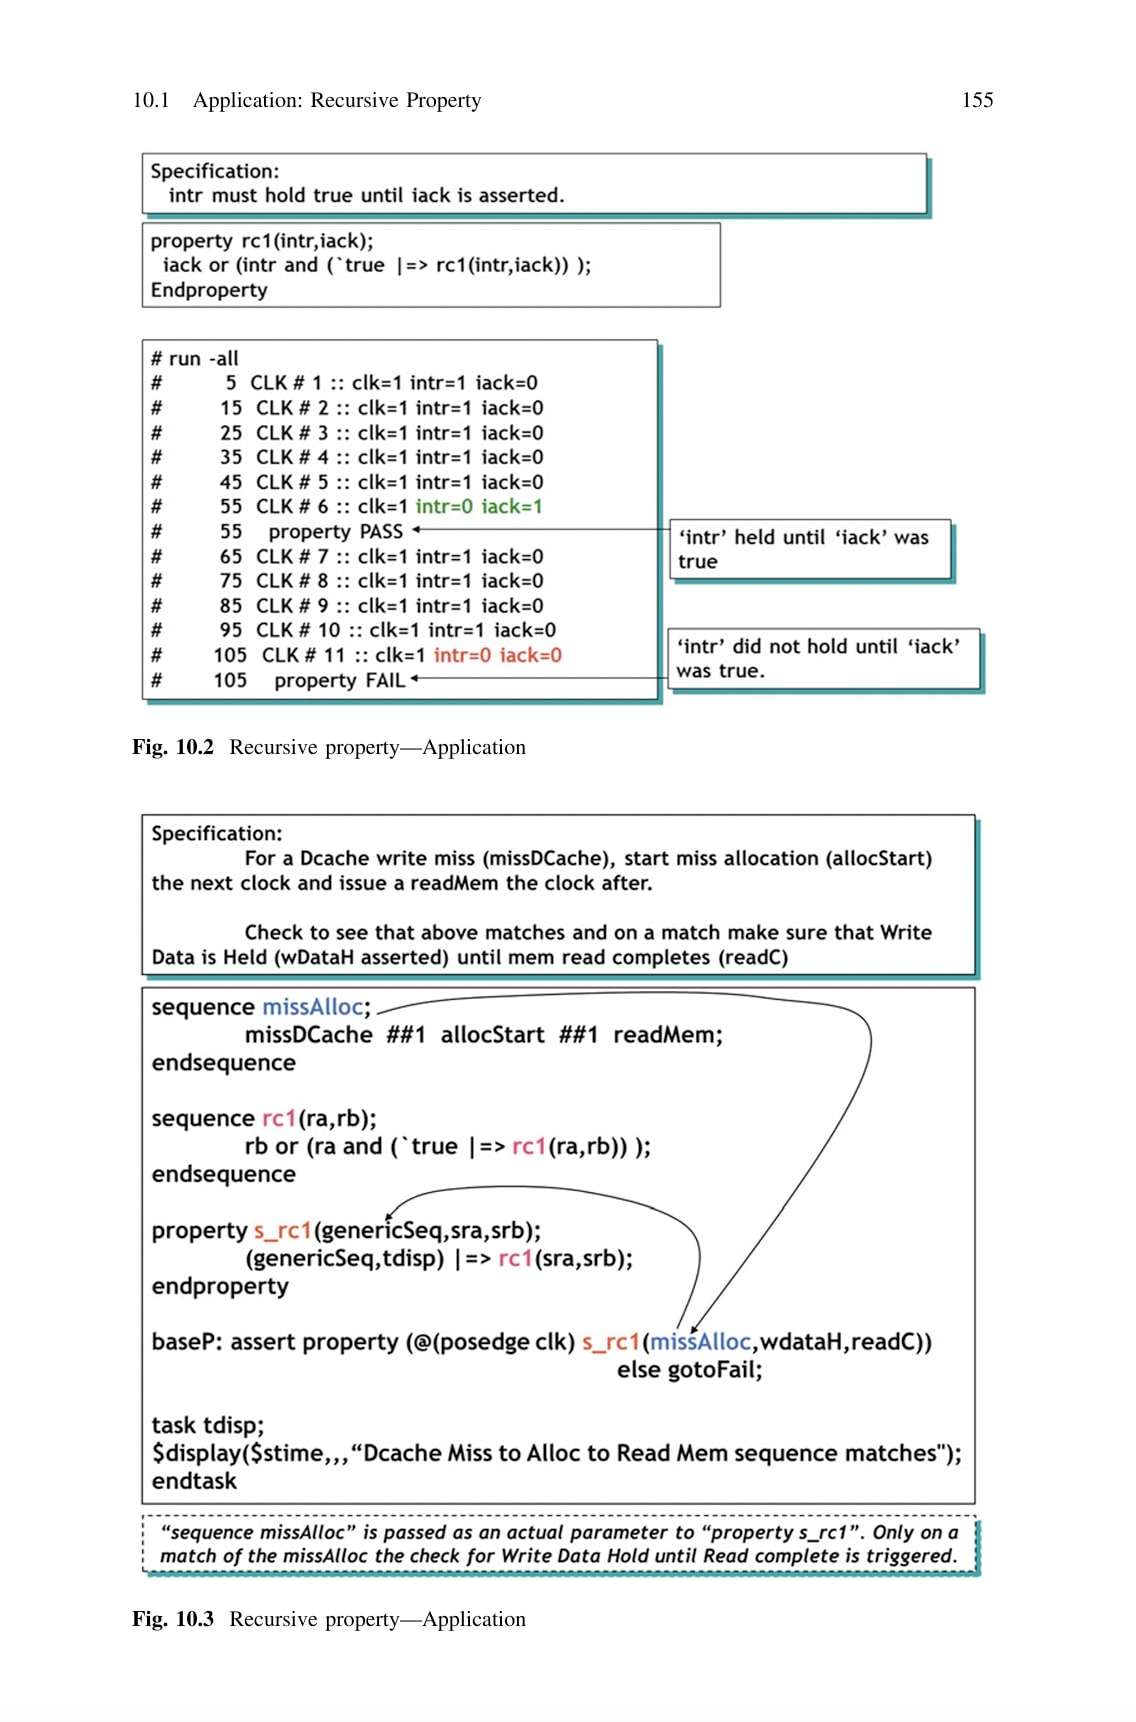 10.1 Application: Recursive Property 155
Specification:
intr must hold true until iack is asserted.
property rc1(intr,iack);
iack or (intr and (`true |=> rc1(intr,iack)) );
Endproperty
# run -all
# 5 CLK # 1 :: clk=1 intr=1 iack=0
# 15 CLK # 2 :: clk=1 intr=1 iack=0
# 25 CLK # 3 :: clk=1 intr=1 iack=0
# 35 CLK # 4 :: clk=1 intr=1 iack=0
# 45 CLK # 5 :: clk=1 intr=1 iack=0
# 55 CLK # 6 :: clk=1 intr=0 iack=1
# 55 property PASS
'intr' held until 'iack' was
true
# 65 CLK # 7 :: clk=1 intr=1 iack=0
# 75 CLK # 8 :: clk=1 intr=1 iack=0
# 85 CLK # 9 :: clk=1 intr=1 iack=0
# 95 CLK # 10 :: clk=1 intr=1 iack=0
# 105 CLK # 11 :: clk=1 intr=0 iack=0
# 105 property FAIL
'intr' did not hold until 'iack'
was true.
Fig. 10.2 Recursive property—Application
Specification:
For a Dcache write miss (missDCache), start miss allocation (allocStart)
the next clock and issue a readMem the clock after.
Check to see that above matches and on a match make sure that Write
Data is Held (wDataH asserted) until mem read completes (readC)
sequence missAlloc;
missDCache ##1 allocStart ##1 readMem;
endsequence
sequence rc1(ra,rb);
rb or (ra and (`true |=> rc1(ra,rb)) );
endsequence
property s_rc1(genericSeq,sra,srb);
(genericSeq,tdisp) |=> rc1(sra,srb);
endproperty
baseP: assert property (@(posedge clk) s_rc1(missAlloc,wdataH,readC))
else gotoFail;
task tdisp;
$display($stime,,,“Dcache Miss to Alloc to Read Mem sequence matches");
endtask
“sequence missAlloc” is passed as an actual parameter to “property s_rc1”. Only on a
match of the missAlloc the check for Write Data Hold until Read complete is triggered.
Fig. 10.3 Recursive property—Application